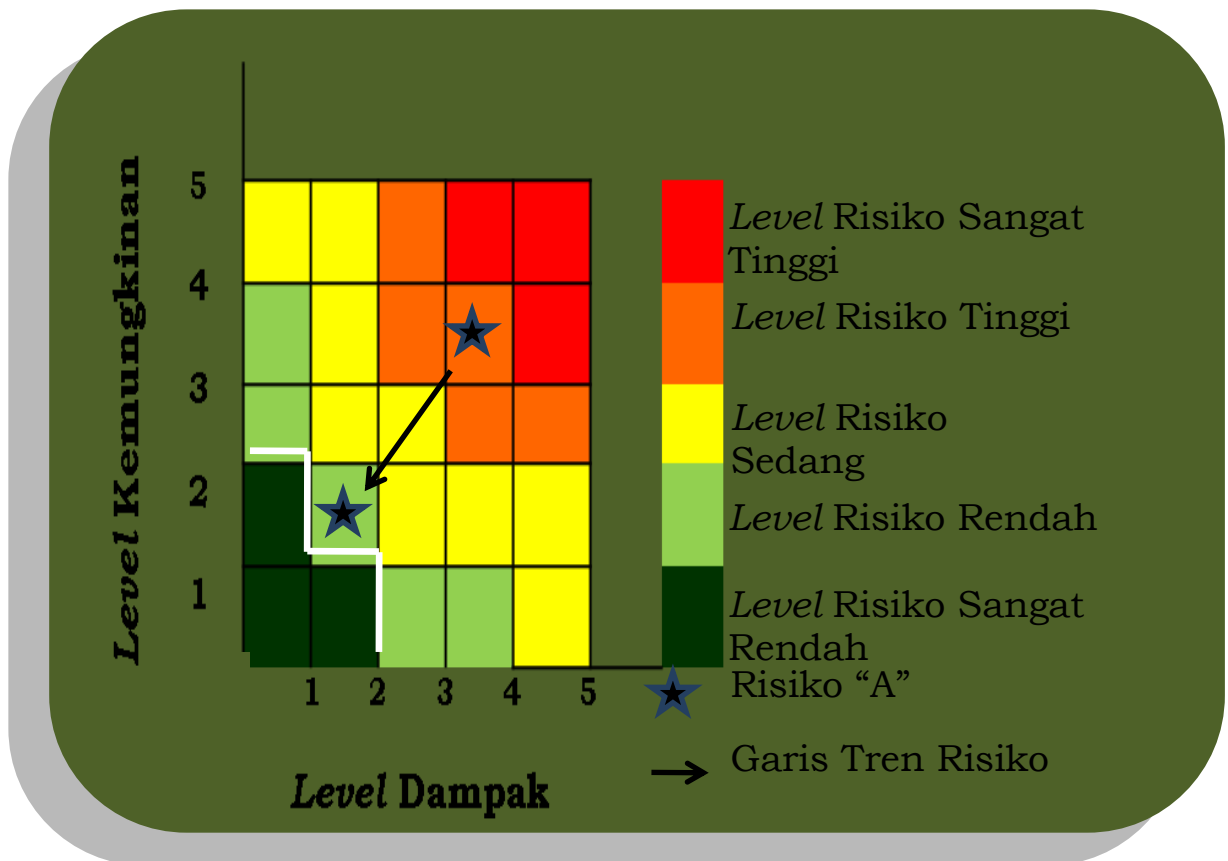 Level Kemungkinan
5
4
3
2
1
1 2 3 4 5
Level Dampak
Level Risiko Sangat
Tinggi
Level Risiko Tinggi
Level Risiko
Sedang
Level Risiko Rendah
Level Risiko Sangat
Rendah
Risiko “A”
Garis Tren Risiko